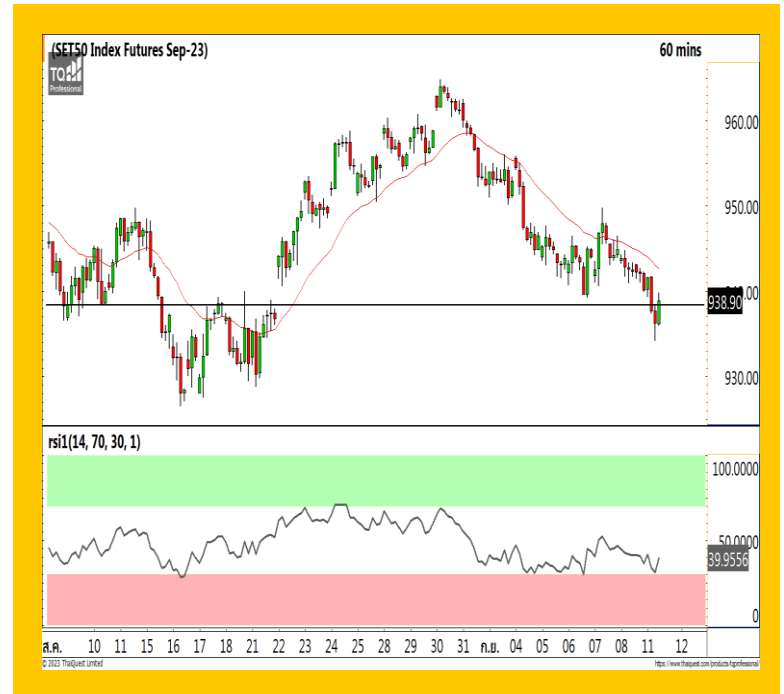 (SET50 Index Futures Sep-23) 60 mins
TQ
Professional
960.00
950.00
938.90
930.00
rsi1(14, 70, 30, 1)
100.0000
50.0000
39.9556
0
ส.ค. 10 11 15 16 17 18 21 22 23 24 25 28 29 30 31 ก.ย. 04 05 06 07 08 11 12
© 2023 ThaiQuest Limited https://www.thaiquest.com/products/tqprofessional/